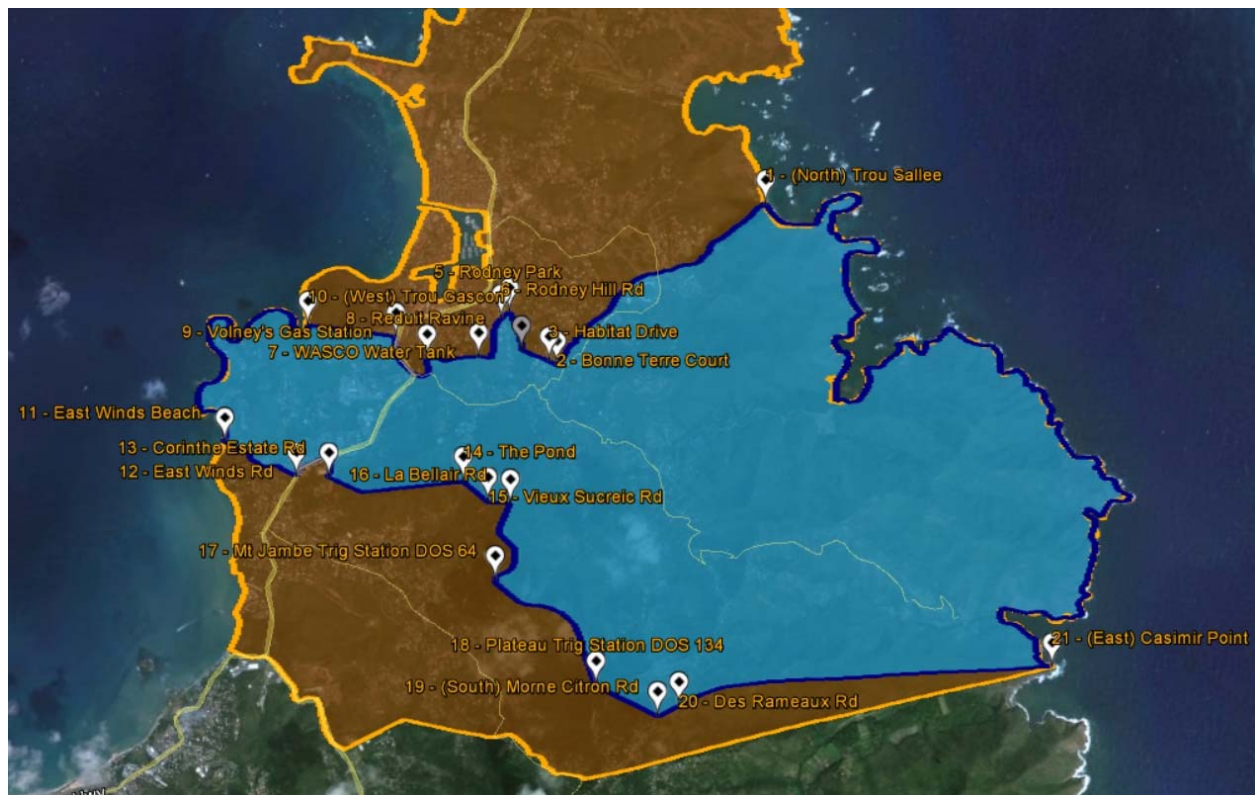 1 - (North) Trou Sallee
5 - Rodney Park
6 - Rodney Hill Rd
10 - (West) Trou Gascon
8 - Reduit Ravine
9 - Volney's Gas Station
3 - Habitat Drive
7 - WASCO Water Tank
2 - Bonne Terre Court
11 - East Winds Beach
13 - Corinthe Estate Rd
14 - The Pond
12 - East Winds Rd
16 - La Bellair Rd
15 - Vieux Sucreic Rd
17 - Mt Jambe Trig Station DOS 64
18 - Plateau Trig Station DOS 134
21 - (East) Casimir Point
19 - (South) Morne Citron Rd
20 - Des Rameaux Rd